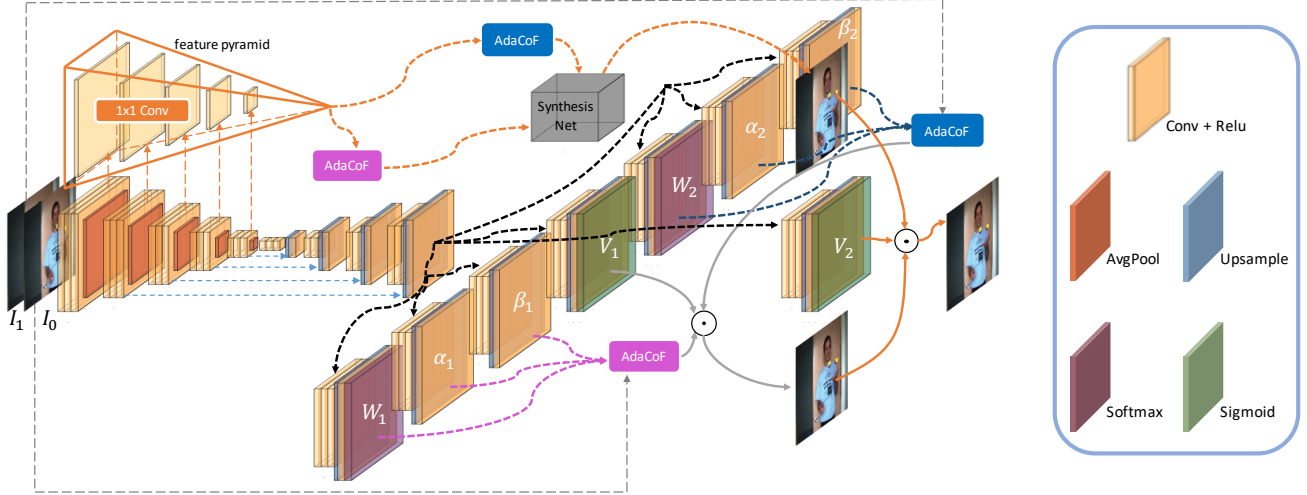 feature pyramid
1x1 Conv
AdaCoF
AdaCoF
Synthesis
Net
β₂
α₂
W₂
AdaCoF
V₁
V₂
β₁
α₁
W₁
AdaCoF
I₁
I₀
Conv + Relu
AvgPool
Upsample
Softmax
Sigmoid